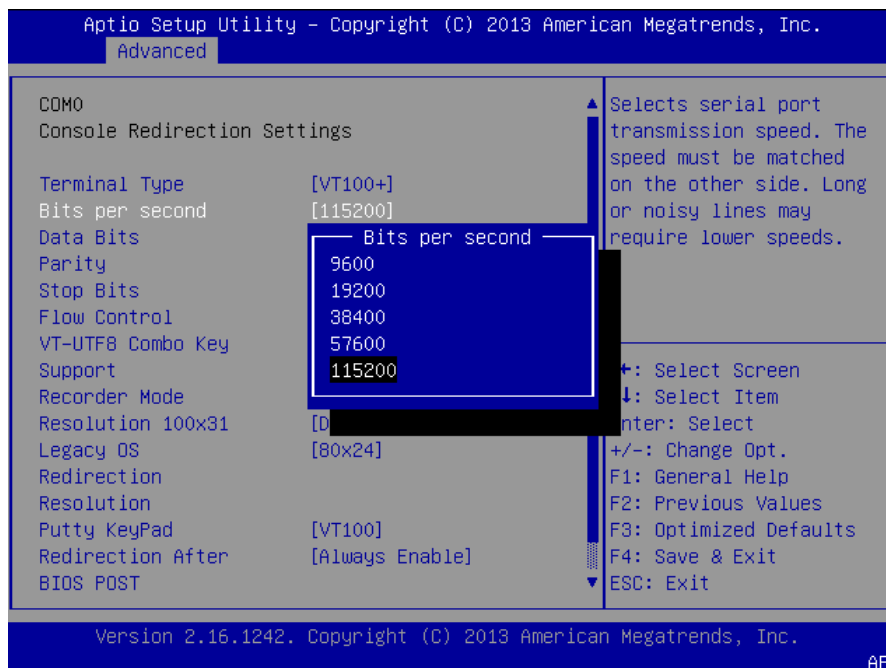 Aptio Setup Utility – Copyright (C) 2013 American Megatrends, Inc.
Advanced
COM0
Console Redirection Settings
Terminal Type [VT100+]
Bits per second [115200]
Data Bits
Parity
Stop Bits
Flow Control
VT-UTF8 Combo Key
Support
Recorder Mode
Resolution 100x31 [D
Legacy OS [80x24]
Redirection
Resolution
Putty KeyPad [VT100]
Redirection After [Always Enable]
BIOS POST
Bits per second
9600
19200
38400
57600
115200
Selects serial port
transmission speed. The
speed must be matched
on the other side. Long
or noisy lines may
require lower speeds.
: Select Screen
: Select Item
nter: Select
+/-: Change Opt.
F1: General Help
F2: Previous Values
F3: Optimized Defaults
F4: Save & Exit
ESC: Exit
Version 2.16.1242. Copyright (C) 2013 American Megatrends, Inc.